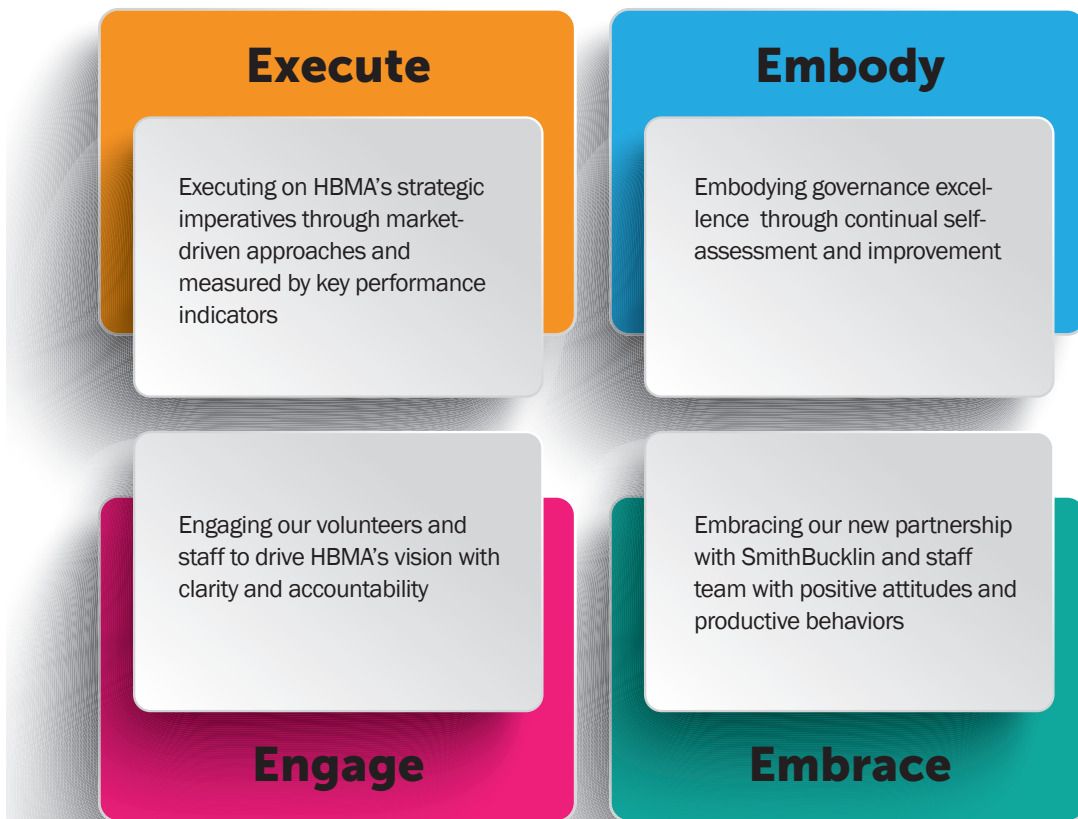 Execute
Executing on HBMA's strategic
imperatives through market-
driven approaches and
measured by key performance
indicators
Embody
Embodying governance excel-
lence through continual self-
assessment and improvement
Engaging our volunteers and
staff to drive HBMA's vision with
clarity and accountability
Engage
Embracing our new partnership
with SmithBucklin and staff
team with positive attitudes and
productive behaviors
Embrace